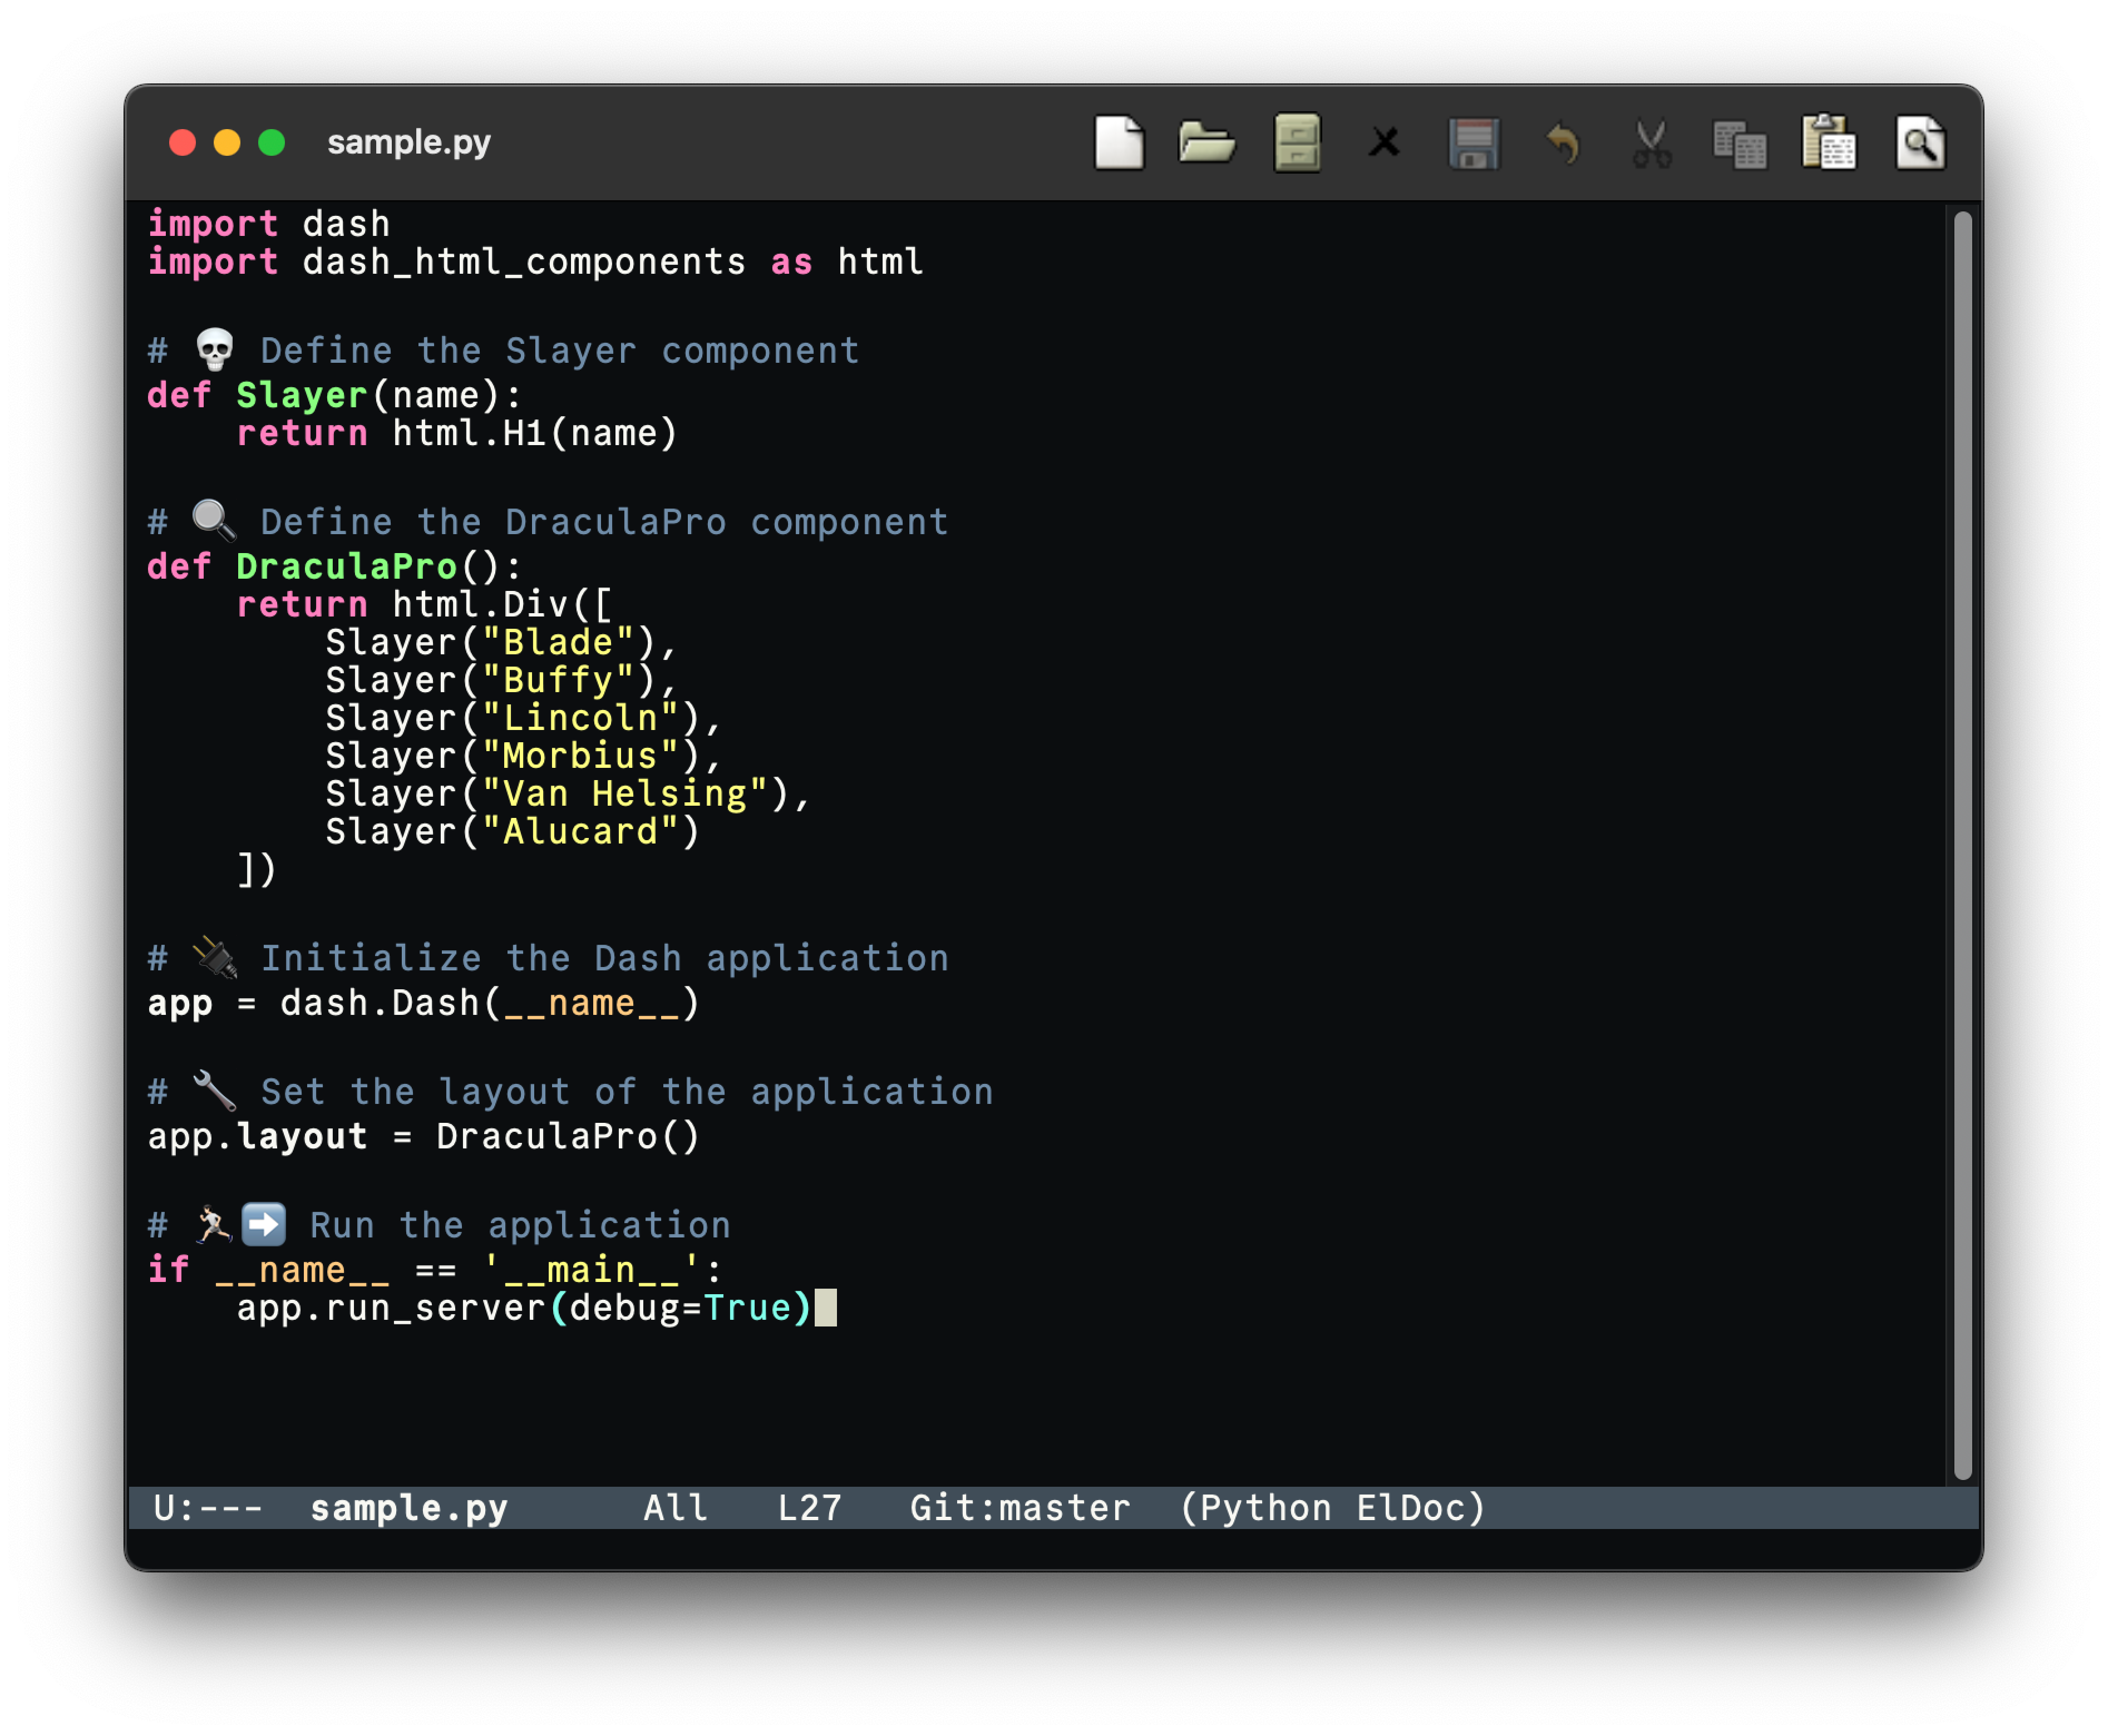 sample.py
import dash
import dash_html_components as html
# 💀 Define the Slayer component
def Slayer(name):
    return html.H1(name)
# 🔍 Define the DraculaPro component
def DraculaPro():
    return html.Div([
        Slayer("Blade"),
        Slayer("Buffy"),
        Slayer("Lincoln"),
        Slayer("Morbius"),
        Slayer("Van Helsing"),
        Slayer("Alucard")
    ])
# 🔌 Initialize the Dash application
app = dash.Dash(__name__)
# 🔧 Set the layout of the application
app.layout = DraculaPro()
# 🏃🏻➡️ Run the application
if __name__ == '__main__':
    app.run_server(debug=True)
U:--- sample.py All L27 Git:master (Python ElDoc)